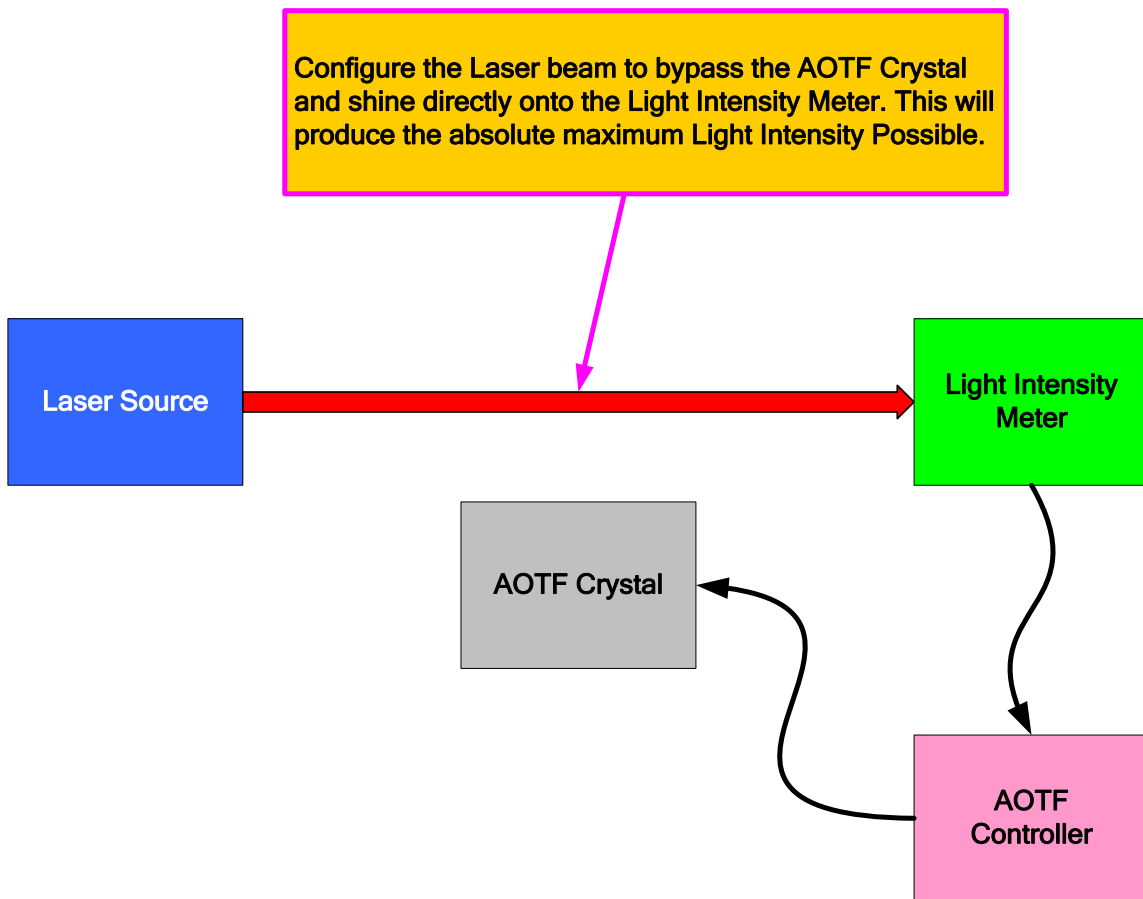 Configure the Laser beam to bypass the AOTF Crystal
and shine directly onto the Light Intensity Meter. This will
produce the absolute maximum Light Intensity Possible.
Laser Source
Light Intensity
Meter
AOTF Crystal
AOTF
Controller